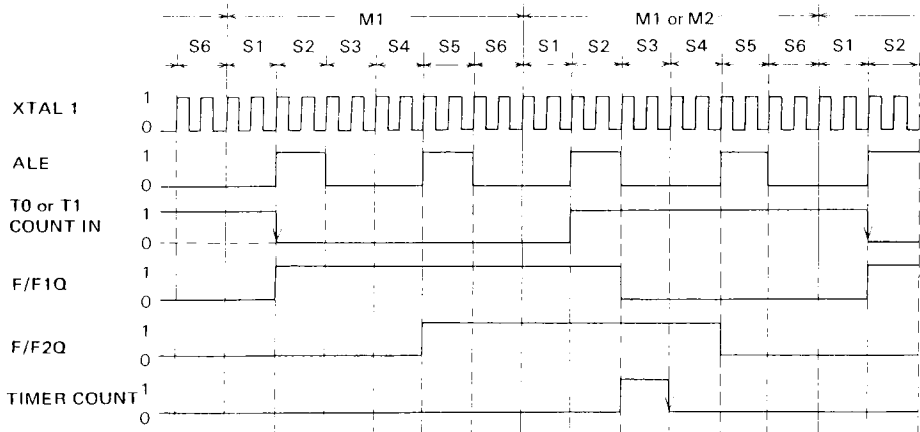 M1 M1 or M2
S6 S1 S2 S3 S4 S5 S6 S1 S2 S3 S4 S5 S6 S1 S2
XTAL 1 1
0
ALE 1
0
T0 or T1
COUNT IN 1
0
F/F1Q 1
0
F/F2Q 1
0
TIMER COUNT 1
0